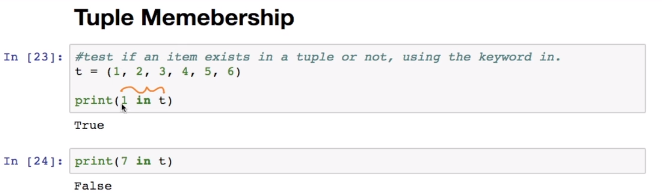 Tuple Memebership
In [23]: #test if an item exists in a tuple or not, using the keyword in.
t = (1, 2, 3, 4, 5, 6)
print(1 in t)
True
In [24]: print(7 in t)
False